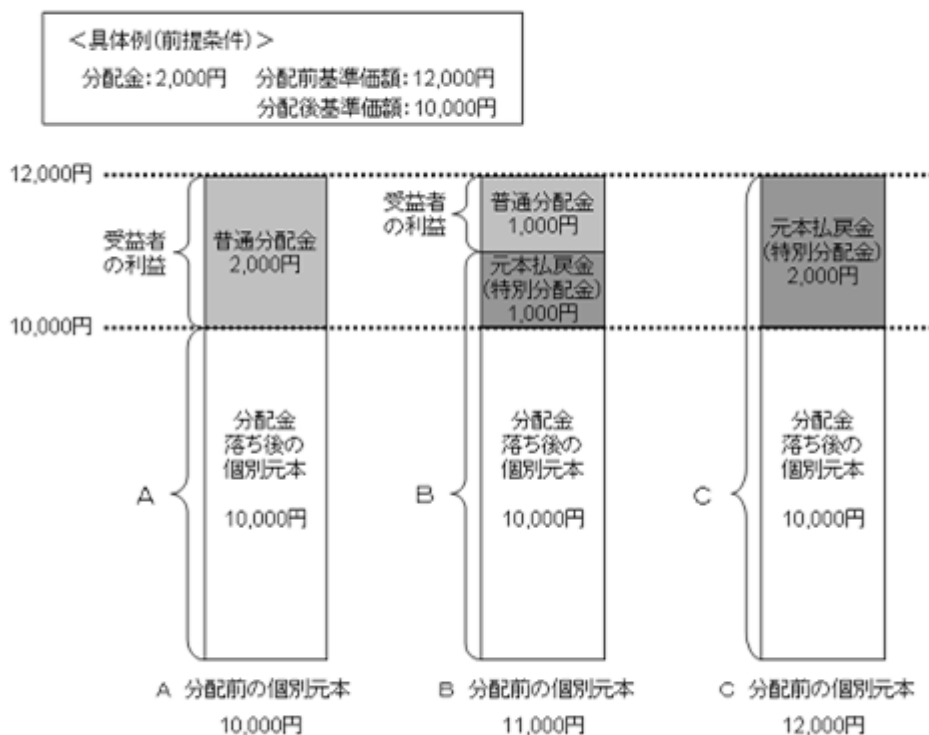 ＜具体例(前提条件)＞
分配金:2,000円　分配前基準価額:12,000円
分配後基準価額:10,000円
12,000円
受益者
の利益
普通分配金
2,000円
受益者
の利益
普通分配金
1,000円
元本払戻金
(特別分配金)
1,000円
元本払戻金
(特別分配金)
2,000円
10,000円
A
分配金
落ち後の
個別元本
10,000円
B
分配金
落ち後の
個別元本
10,000円
C
分配金
落ち後の
個別元本
10,000円
A 分配前の個別元本
10,000円
B 分配前の個別元本
11,000円
C 分配前の個別元本
12,000円